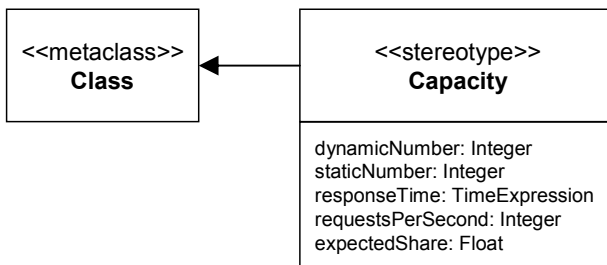 <<metaclass>>
Class
<<stereotype>>
Capacity
dynamicNumber: Integer
staticNumber: Integer
responseTime: TimeExpression
requestsPerSecond: Integer
expectedShare: Float